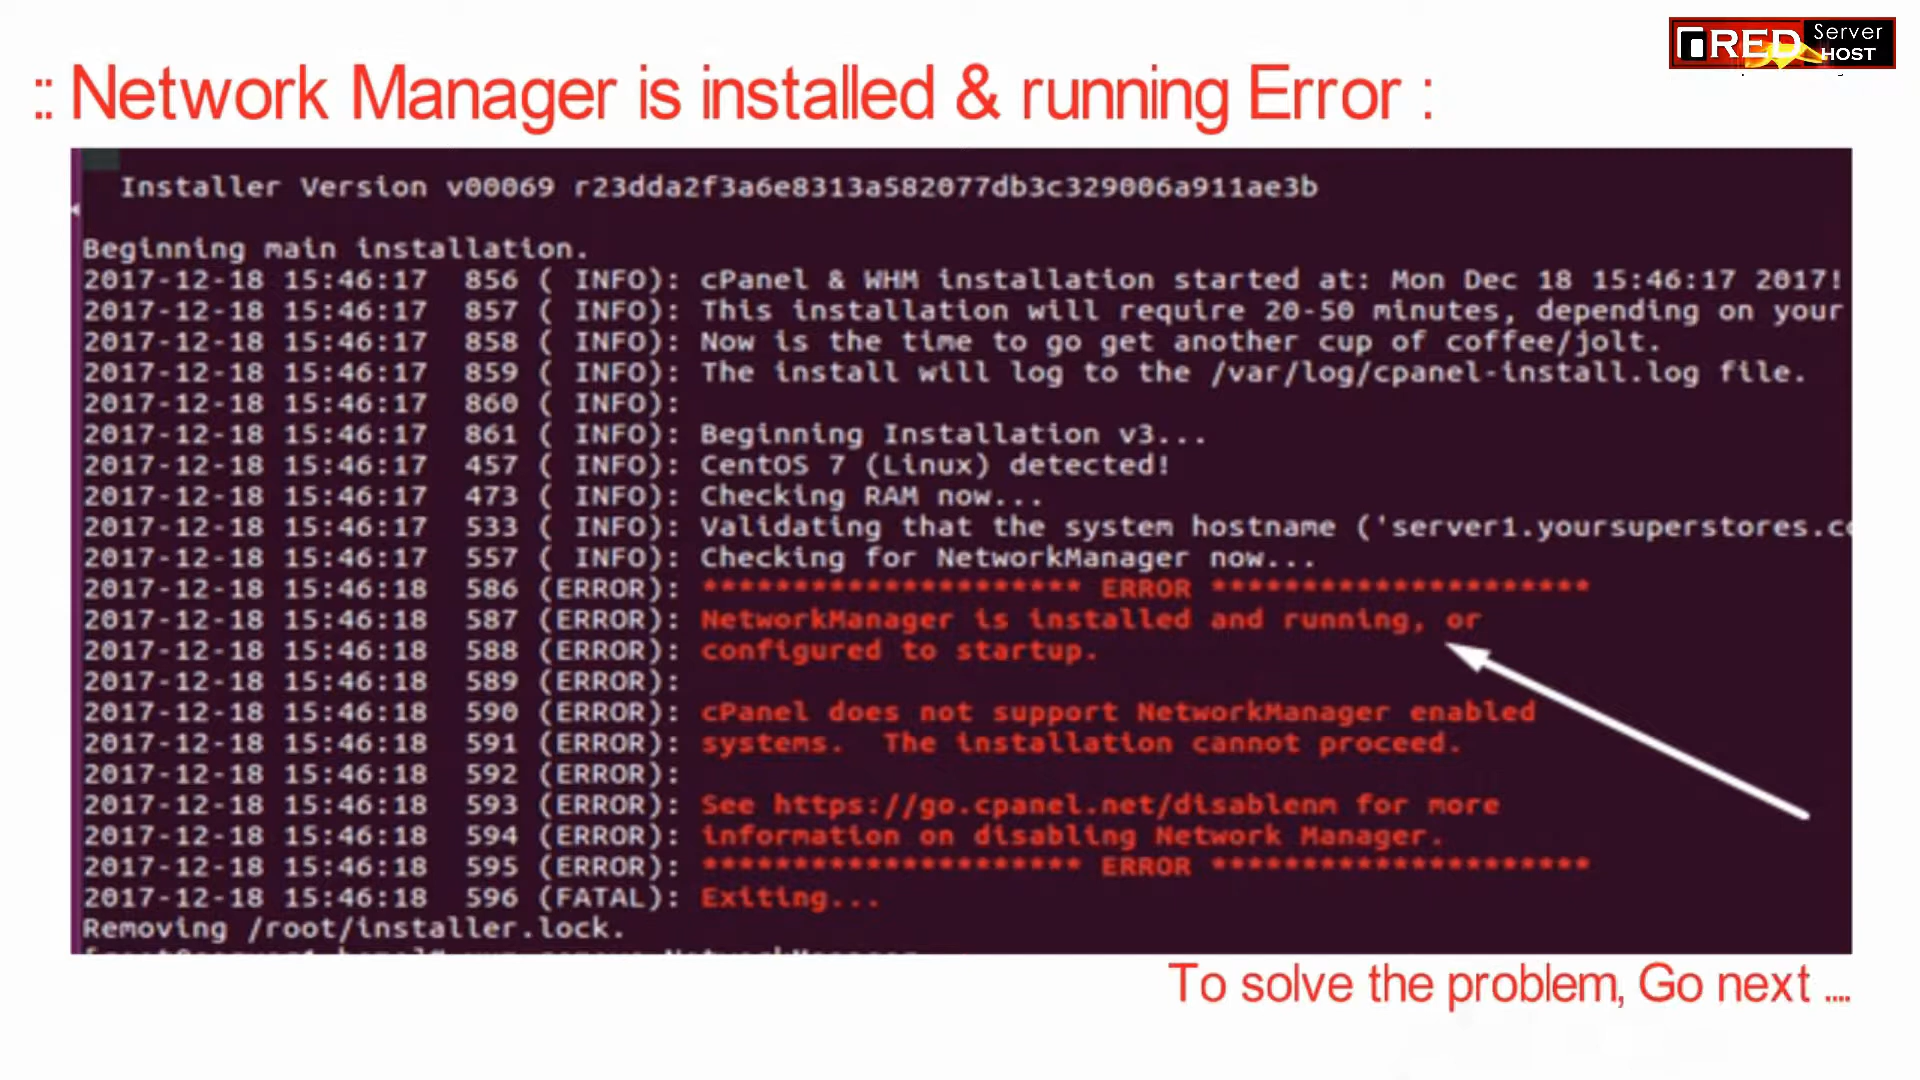 RED Server
HOST
:: Network Manager is installed & running Error :
Installer Version v00069 r23dda2f3a6e8313a582077db3c329006a911ae3b
Beginning main installation.
2017-12-18 15:46:17  856 ( INFO): cPanel & WHM installation started at: Mon Dec 18 15:46:17 2017!
2017-12-18 15:46:17  857 ( INFO): This installation will require 20-50 minutes, depending on your
2017-12-18 15:46:17  858 ( INFO): Now is the time to go get another cup of coffee/jolt.
2017-12-18 15:46:17  859 ( INFO): The install will log to the /var/log/cpanel-install.log file.
2017-12-18 15:46:17  860 ( INFO):
2017-12-18 15:46:17  861 ( INFO): Beginning Installation v3...
2017-12-18 15:46:17  457 ( INFO): CentOS 7 (Linux) detected!
2017-12-18 15:46:17  473 ( INFO): Checking RAM now...
2017-12-18 15:46:17  533 ( INFO): Validating that the system hostname ('server1.yoursuperstores.co
2017-12-18 15:46:17  557 ( INFO): Checking for NetworkManager now...
2017-12-18 15:46:18  586 (ERROR): ********************* ERROR *********************
2017-12-18 15:46:18  587 (ERROR): NetworkManager is installed and running, or
2017-12-18 15:46:18  588 (ERROR): configured to startup.
2017-12-18 15:46:18  589 (ERROR):
2017-12-18 15:46:18  590 (ERROR): cPanel does not support NetworkManager enabled
2017-12-18 15:46:18  591 (ERROR): systems.  The installation cannot proceed.
2017-12-18 15:46:18  592 (ERROR):
2017-12-18 15:46:18  593 (ERROR): See https://go.cpanel.net/disablenm for more
2017-12-18 15:46:18  594 (ERROR): information on disabling Network Manager.
2017-12-18 15:46:18  595 (ERROR): ********************* ERROR *********************
2017-12-18 15:46:18  596 (FATAL): Exiting...
Removing /root/installer.lock.
To solve the problem, Go next ....